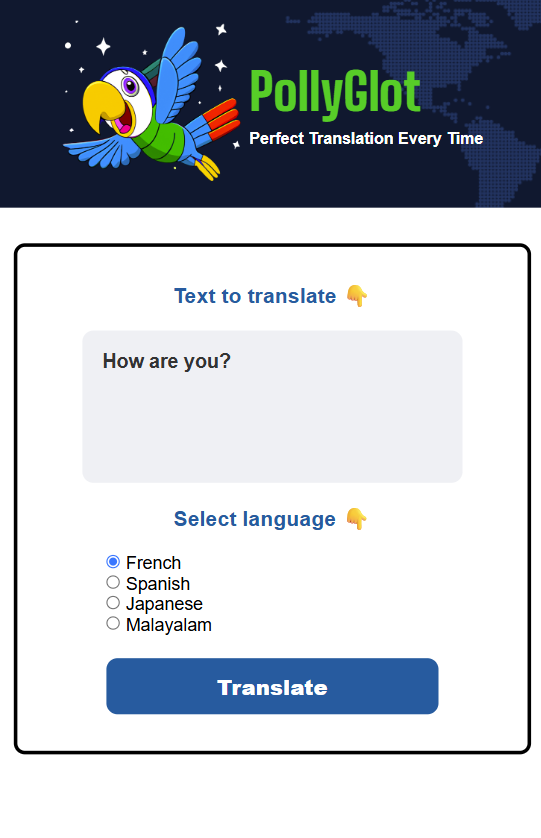 PollyGlot
Perfect Translation Every Time
Text to translate 👇
How are you?
Select language 👇
French
Spanish
Japanese
Malayalam
Translate